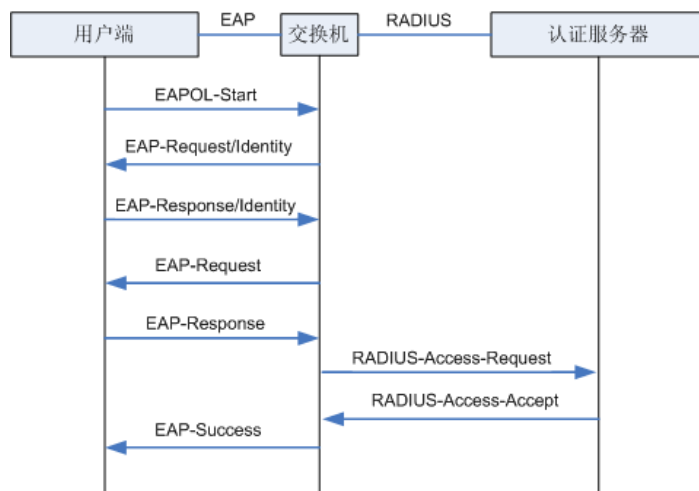 用户端
EAP
交换机
RADIUS
认证服务器
EAPOL-Start
EAP-Request/Identity
EAP-Response/Identity
EAP-Request
EAP-Response
RADIUS-Access-Request
RADIUS-Access-Accept
EAP-Success